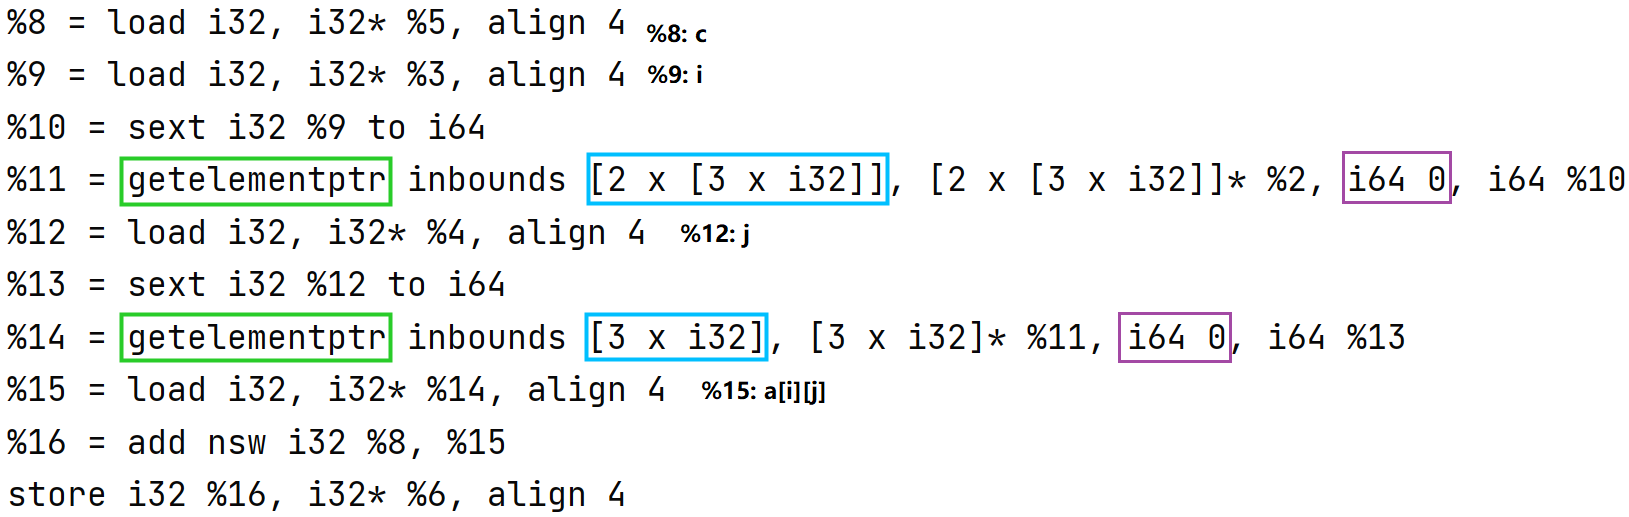 %8 = load i32, i32* %5, align 4 %8: c
%9 = load i32, i32* %3, align 4 %9: i
%10 = sext i32 %9 to i64
%11 = getelementptr inbounds [2 x [3 x i32]], [2 x [3 x i32]]* %2, i64 0, i64 %10
%12 = load i32, i32* %4, align 4 %12: j
%13 = sext i32 %12 to i64
%14 = getelementptr inbounds [3 x i32], [3 x i32]* %11, i64 0, i64 %13
%15 = load i32, i32* %14, align 4 %15: a[i][j]
%16 = add nsw i32 %8, %15
store i32 %16, i32* %6, align 4